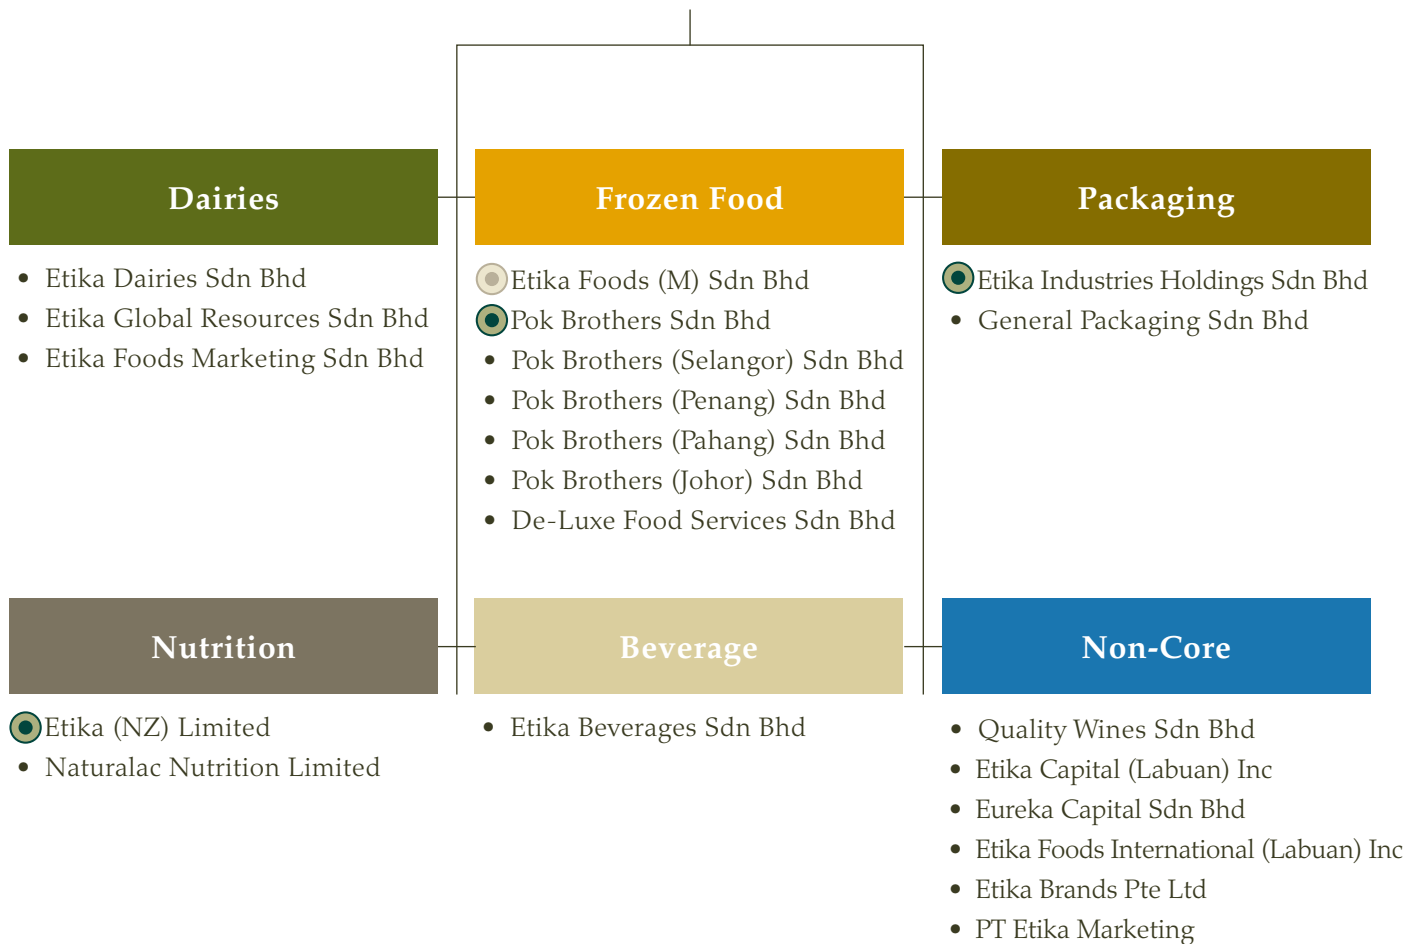 Dairies
Etika Dairies Sdn Bhd
Etika Global Resources Sdn Bhd
Etika Foods Marketing Sdn Bhd
Frozen Food
Etika Foods (M) Sdn Bhd
Pok Brothers Sdn Bhd
Pok Brothers (Selangor) Sdn Bhd
Pok Brothers (Penang) Sdn Bhd
Pok Brothers (Pahang) Sdn Bhd
Pok Brothers (Johor) Sdn Bhd
De-Luxe Food Services Sdn Bhd
Packaging
Etika Industries Holdings Sdn Bhd
General Packaging Sdn Bhd
Nutrition
Etika (NZ) Limited
Naturalac Nutrition Limited
Beverage
Etika Beverages Sdn Bhd
Non-Core
Quality Wines Sdn Bhd
Etika Capital (Labuan) Inc
Eureka Capital Sdn Bhd
Etika Foods International (Labuan) Inc
Etika Brands Pte Ltd
PT Etika Marketing